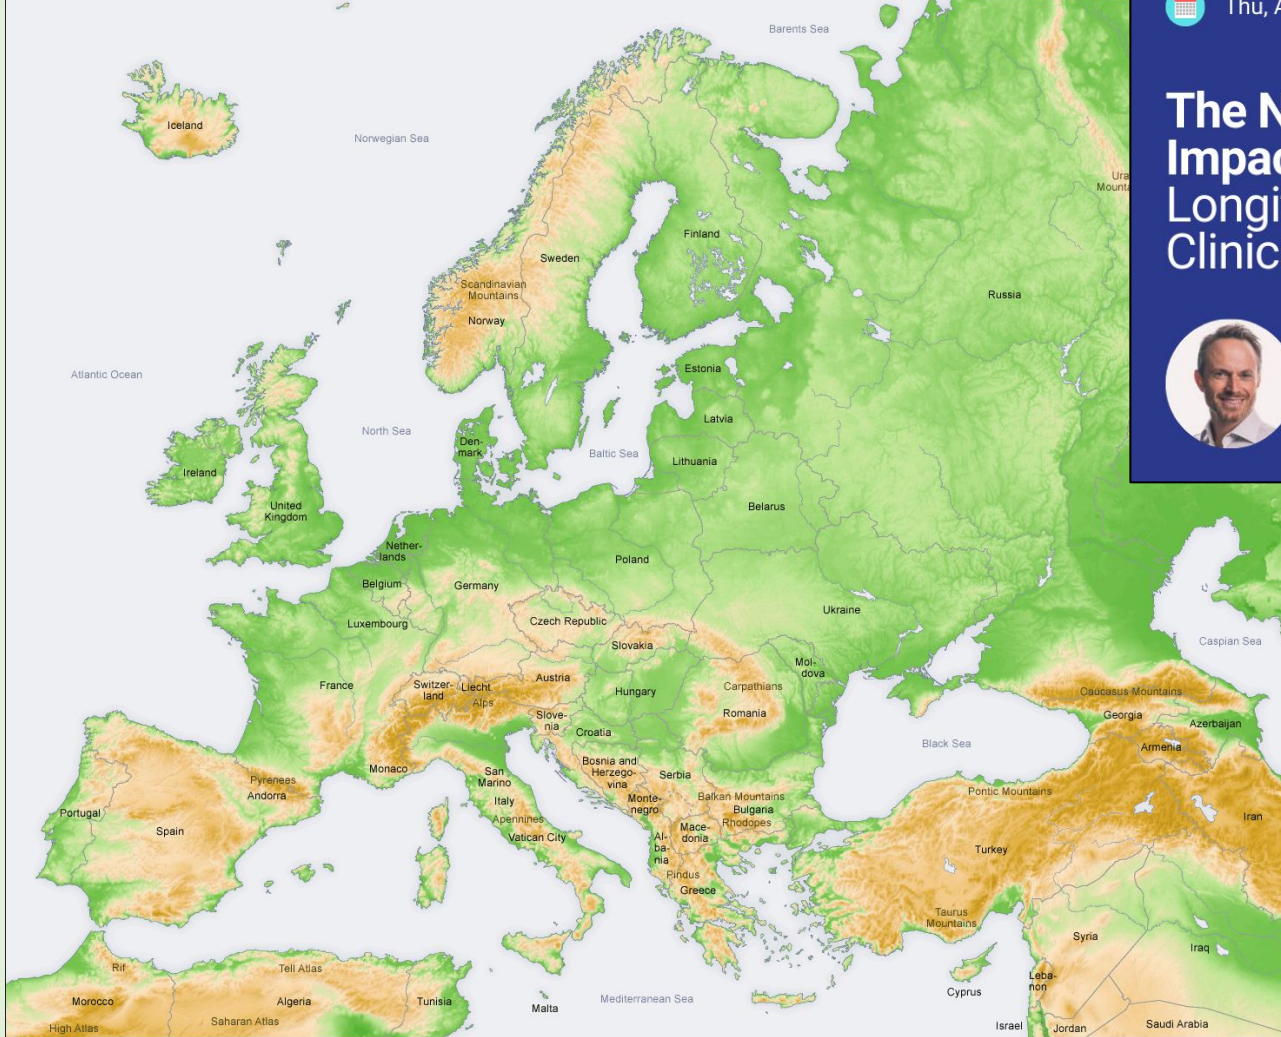 Barents Sea
Thu, A
Iceland
Norwegian Sea
The N
Impac
Longi
Clinic
Ura
Mounta
Finland
Sweden
Scandinavian
Mountains
Norway
Russia
Atlantic Ocean
Estonia
Latvia
North Sea
Den-
mark
Baltic Sea
Lithuania
Ireland
United
Kingdom
Belarus
Nether-
lands
Poland
Belgium
Germany
Luxembourg
Czech Republic
Ukraine
Slovakia
Caspian Sea
Mol-
dova
France
Switzer-
land
Liecht.
Alps
Austria
Hungary
Carpathians
Romania
Caucasus Mountains
Slove-
nia
Croatia
Georgia
Azerbaijan
Armenia
Black Sea
Monaco
San
Marino
Bosnia and
Herzego-
vina
Serbia
Pyrenees
Andorra
Italy
Apennines
Monte-
negro
Balkan Mountains
Bulgaria
Rhodopes
Pontic Mountains
Iran
Portugal
Spain
Vatican City
Al-
ba-
nia
Mace-
donia
Turkey
Pindus
Greece
Taurus
Mountains
Syria
Iraq
Rif
Tell Atlas
Morocco
Algeria
Tunisia
High Atlas
Saharan Atlas
Malta
Mediterranean Sea
Cyprus
Leba-
non
Israel
Jordan
Saudi Arabia